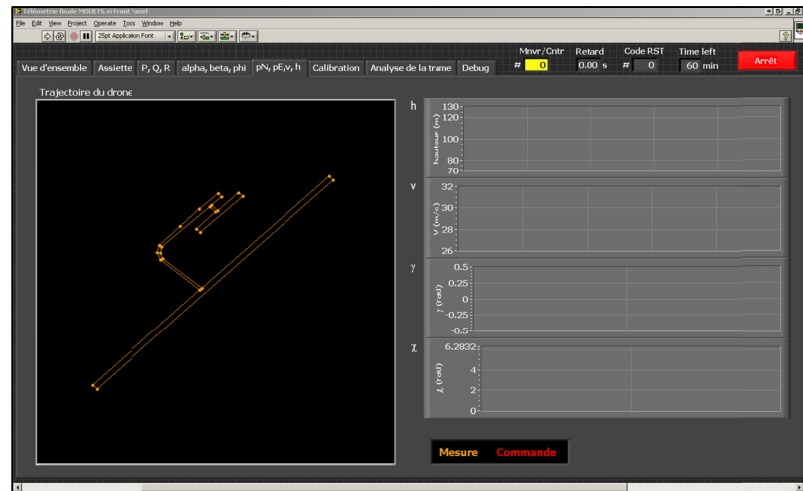 Télémetrie finale MOUETS.vi Front Panel
File Edit View Project Operate Tools Window Help
25pt Application Font
Mnvr/Cntr Retard Code RST Time left
# 0 0.00 s # 0 60 min Arrêt
Vue d'ensemble Assiette P, Q, R alpha, beta, phi pN, pE,v, h Calibration Analyse de la trame Debug
Trajectoire du drone
h
hauteur (m)
130
120
100
80
70
v
V (m/s)
32
30
28
26
γ
γ (rad)
0.5
0.25
0
-0.25
-0.5
χ
χ (rad)
6.2832
4
2
0
Mesure Commande